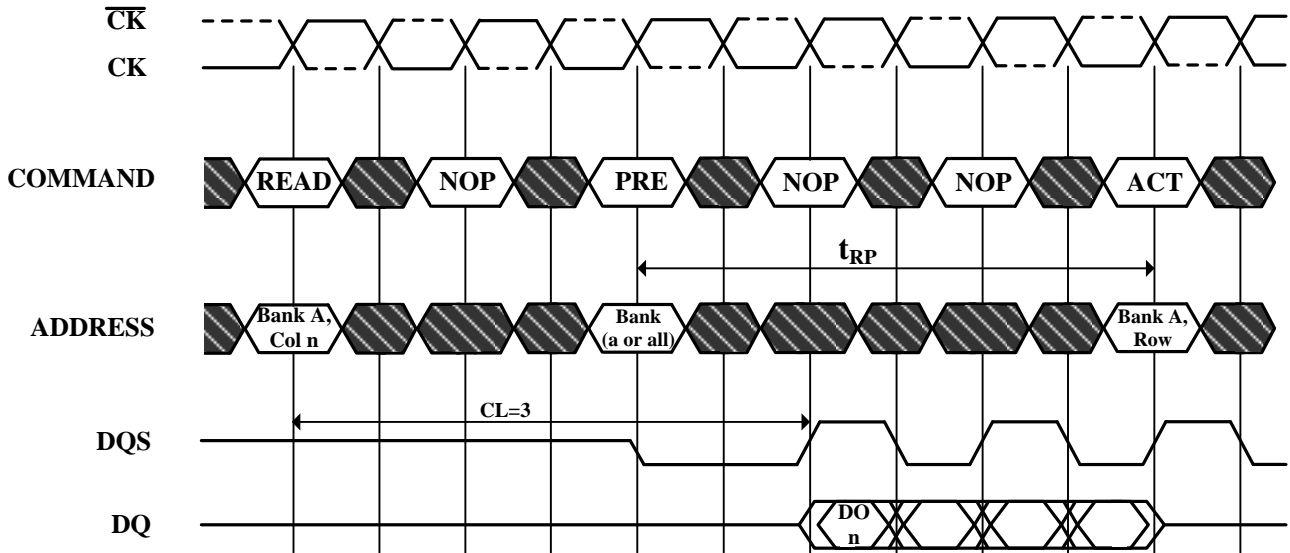 CK
CK
COMMAND
READ
NOP
PRE
NOP
NOP
ACT
tRP
ADDRESS
Bank A,
Col n
Bank
(a or all)
Bank A,
Row
CL=3
DQS
DQ
DO
n